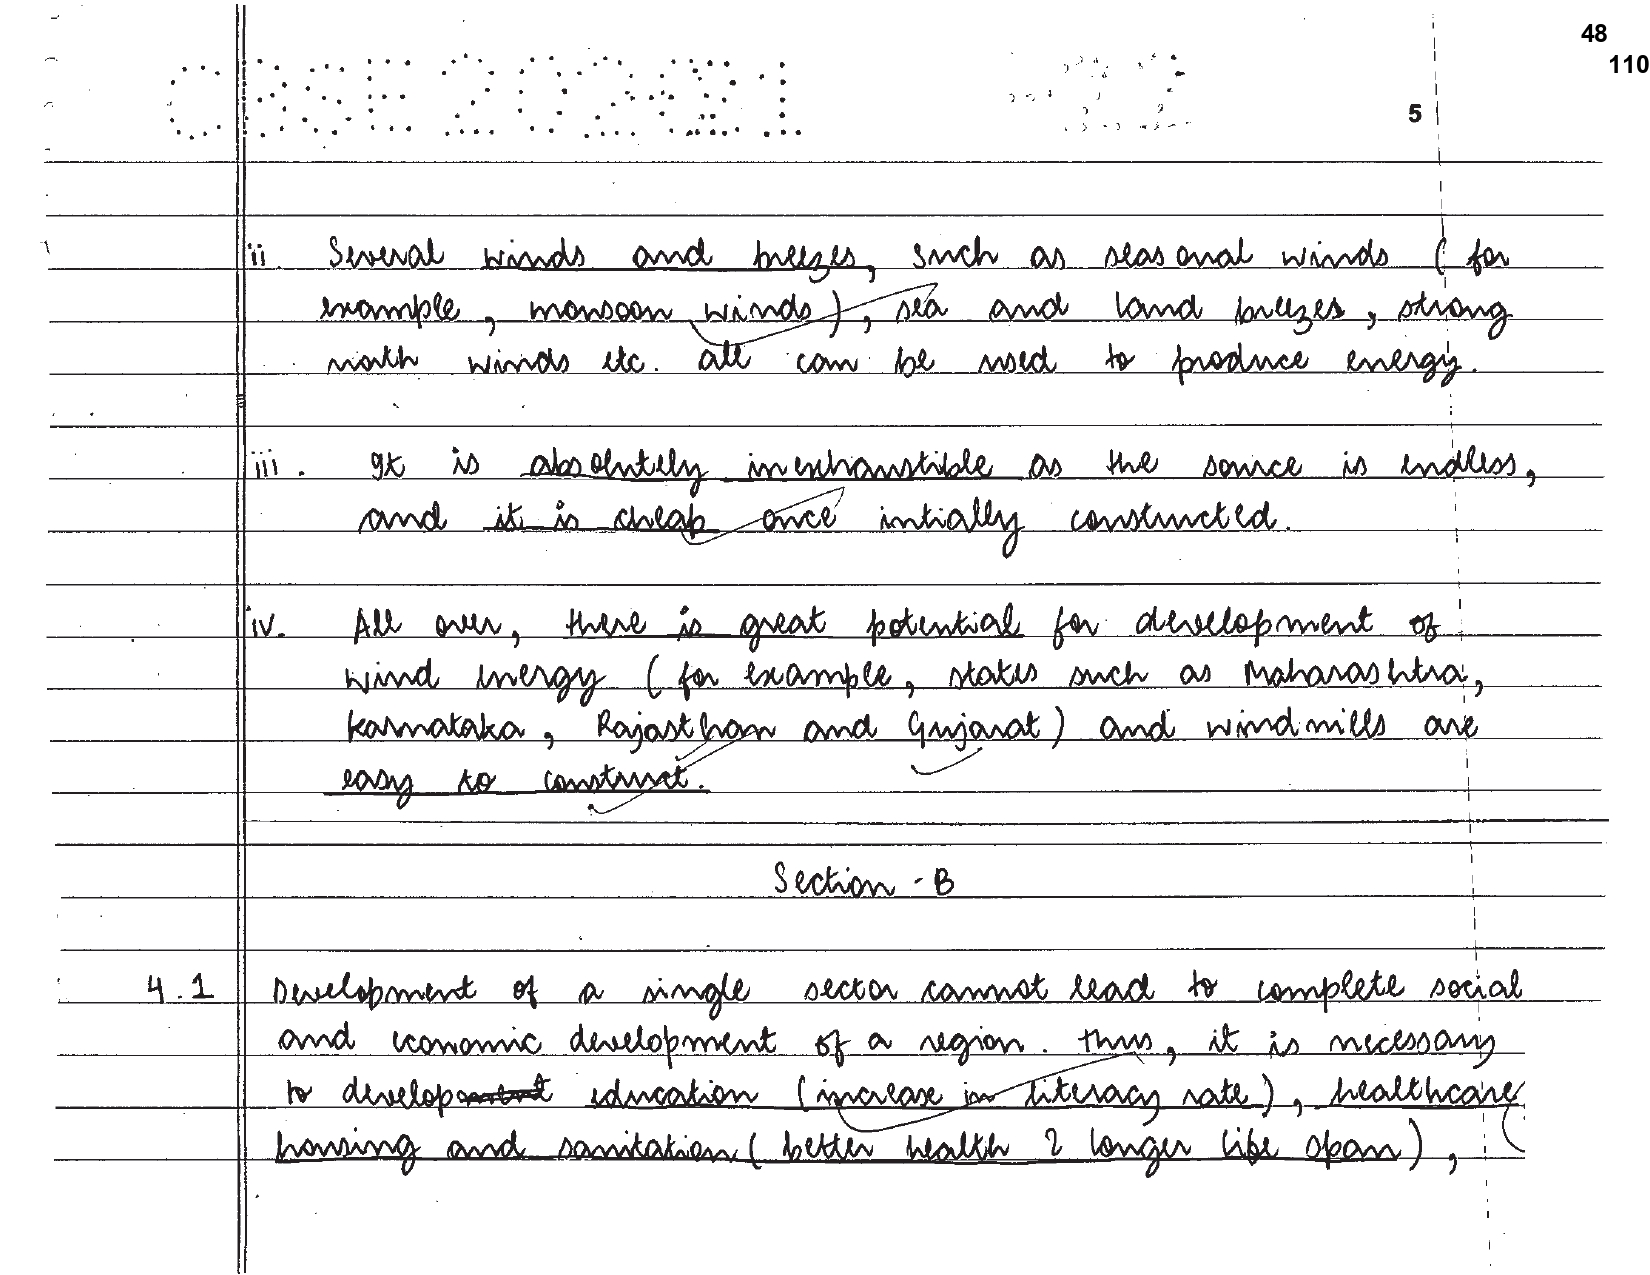 48
110
CBSE 202021
5
ii. Several winds and breezes, such as seasonal winds (for
example, monsoon winds), sea and land breezes, strong
north winds etc. all can be used to produce energy.
iii. It is absolutely inexhaustible as the source is endless,
and it is cheap once intially constructed.
iv. All over, there is great potential for development of
wind energy (for example, states such as Maharashtra,
Karnataka, Rajasthan and Gujarat) and windmills are
easy to construct.
Section - B
4.1 Development of a single sector cannot lead to complete social
and economic development of a region. Thus, it is necessary
to develop education (increase in literacy rate), healthcare
housing and sanitation (better health & longer life span),